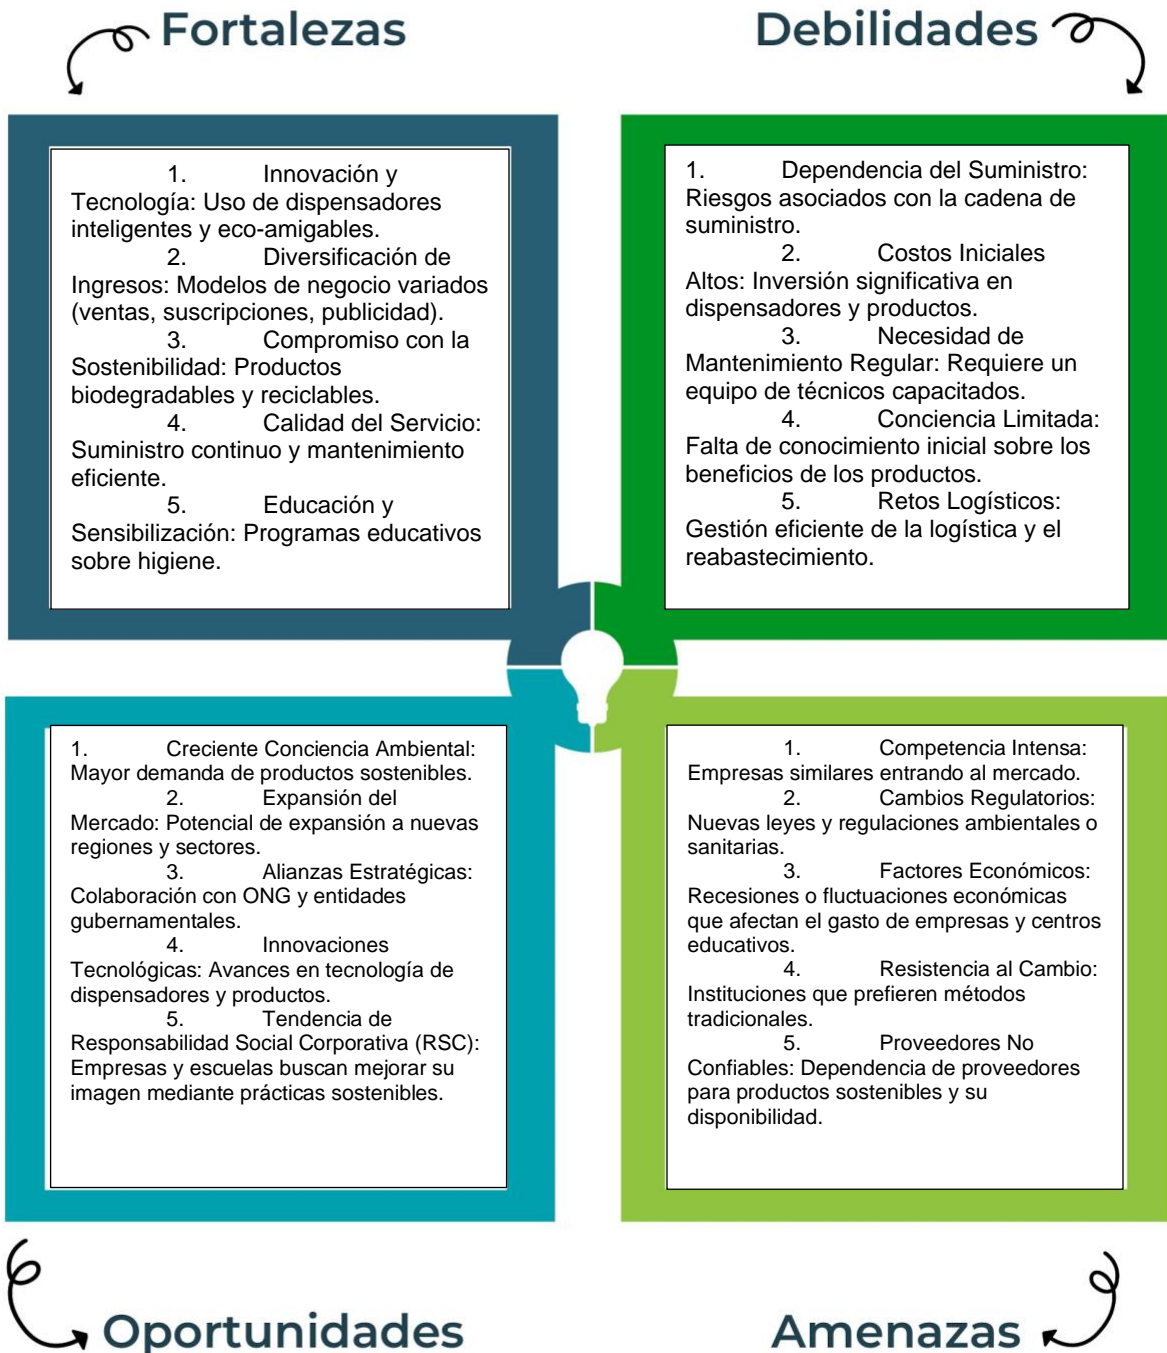 Fortalezas
1. Innovación y
Tecnología: Uso de dispensadores
inteligentes y eco-amigables.
2. Diversificación de
Ingresos: Modelos de negocio variados
(ventas, suscripciones, publicidad).
3. Compromiso con la
Sostenibilidad: Productos
biodegradables y reciclables.
4. Calidad del Servicio:
Suministro continuo y mantenimiento
eficiente.
5. Educación y
Sensibilización: Programas educativos
sobre higiene.
Debilidades
1. Dependencia del Suministro:
Riesgos asociados con la cadena de
suministro.
2. Costos Iniciales
Altos: Inversión significativa en
dispensadores y productos.
3. Necesidad de
Mantenimiento Regular: Requiere un
equipo de técnicos capacitados.
4. Conciencia Limitada:
Falta de conocimiento inicial sobre los
beneficios de los productos.
5. Retos Logísticos:
Gestión eficiente de la logística y el
reabastecimiento.
1. Creciente Conciencia Ambiental:
Mayor demanda de productos sostenibles.
2. Expansión del
Mercado: Potencial de expansión a nuevas
regiones y sectores.
3. Alianzas Estratégicas:
Colaboración con ONG y entidades
gubernamentales.
4. Innovaciones
Tecnológicas: Avances en tecnología de
dispensadores y productos.
5. Tendencia de
Responsabilidad Social Corporativa (RSC):
Empresas y escuelas buscan mejorar su
imagen mediante prácticas sostenibles.
Oportunidades
1. Competencia Intensa:
Empresas similares entrando al mercado.
2. Cambios Regulatorios:
Nuevas leyes y regulaciones ambientales o
sanitarias.
3. Factores Económicos:
Recesiones o fluctuaciones económicas
que afectan el gasto de empresas y centros
educativos.
4. Resistencia al Cambio:
Instituciones que prefieren métodos
tradicionales.
5. Proveedores No
Confiables: Dependencia de proveedores
para productos sostenibles y su
disponibilidad.
Amenazas